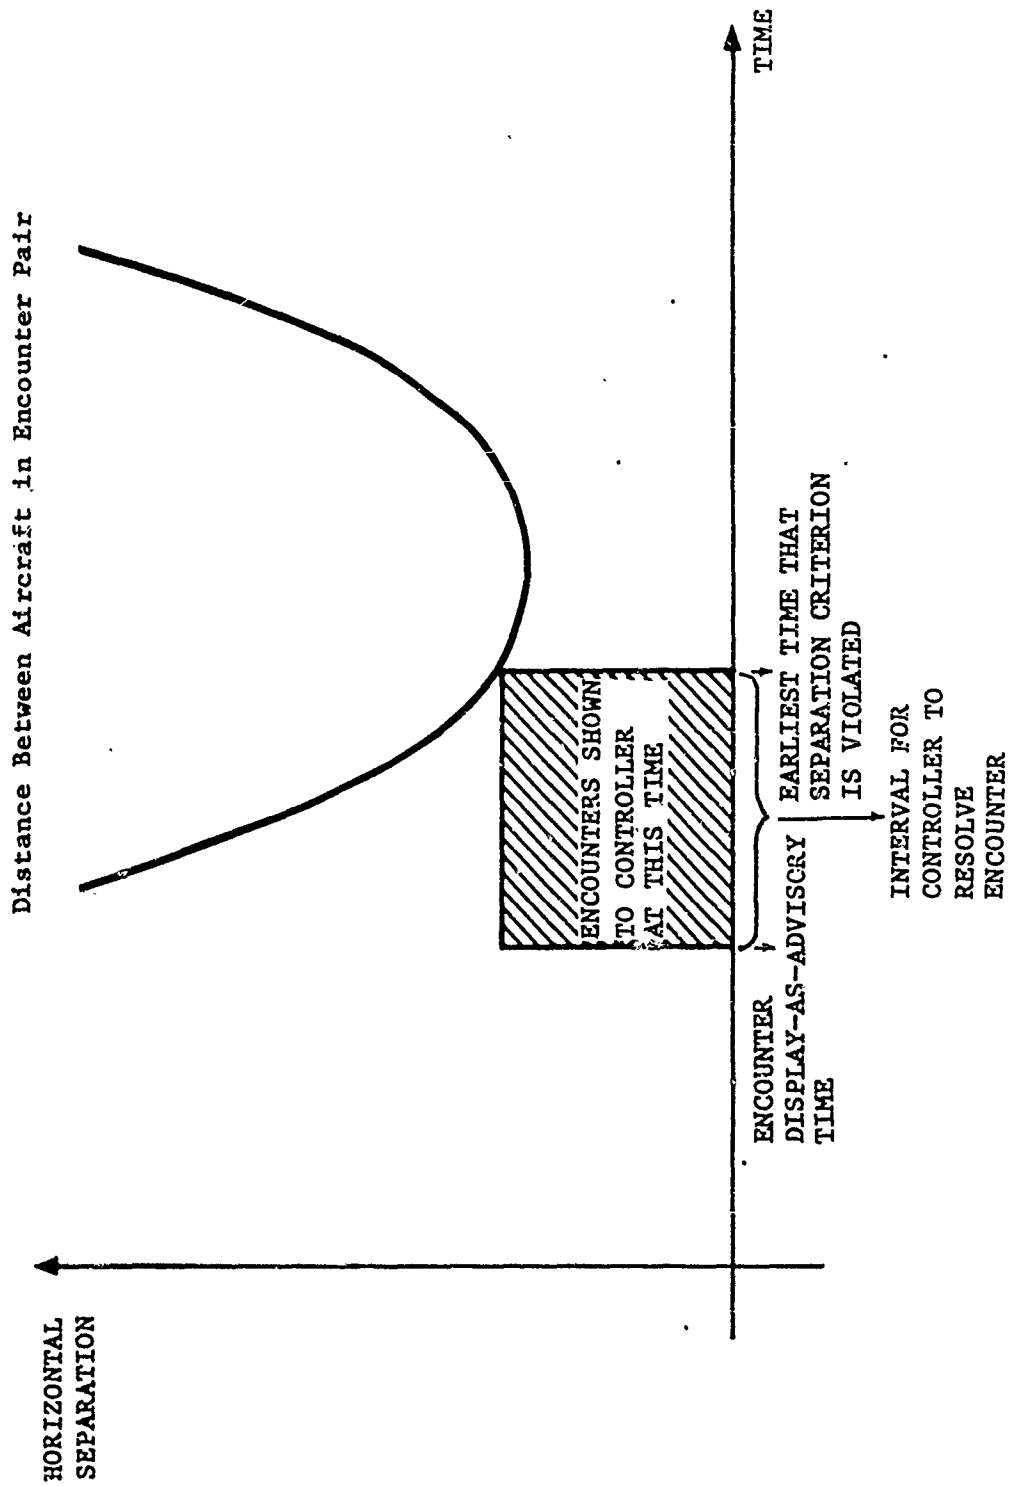 Distance Between Aircraft in Encounter Pair
HORIZONTAL
SEPARATION
ENCOUNTERS SHOWN
TO CONTROLLER
AT THIS TIME
TIME
ENCOUNTER
DISPLAY-AS-ADVISORY
TIME
EARLIEST TIME THAT
SEPARATION CRITERION
IS VIOLATED
INTERVAL FOR
CONTROLLER TO
RESOLVE
ENCOUNTER